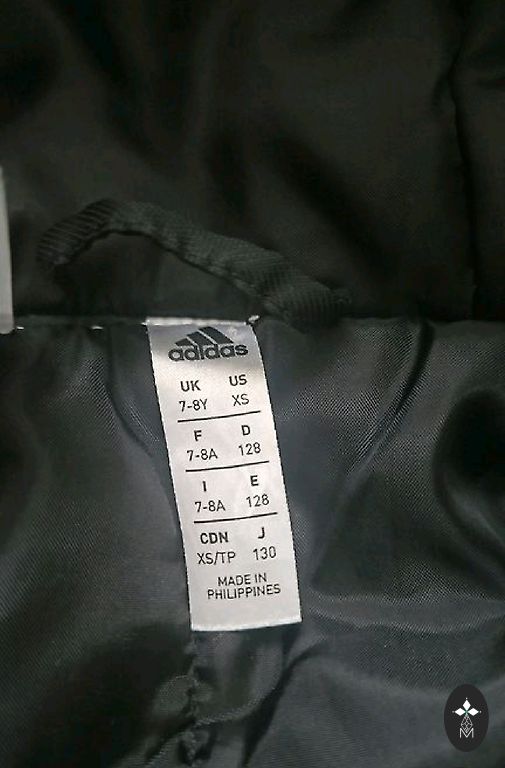 adidas
UK US
7-8Y XS
F D
7-8A 128
I E
7-8A 128
CDN J
XS/TP 130
MADE IN
PHILIPPINES
M